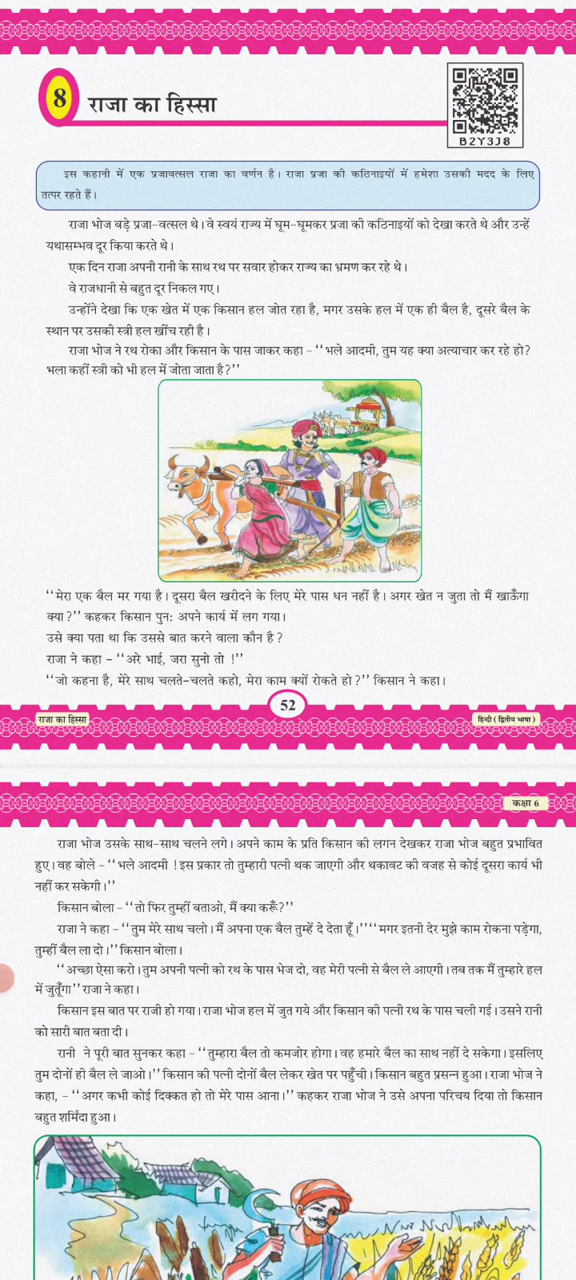 8
राजा का हिस्सा
B2Y3J8
इस कहानी में एक प्रजावत्सल राजा का वर्णन है। राजा प्रजा की कठिनाइयों में हमेशा उसकी मदद के लिए
तत्पर रहते हैं।
राजा भोज बड़े प्रजा-वत्सल थे। वे स्वयं राज्य में घूम-घूमकर प्रजा की कठिनाइयों को देखा करते थे और उन्हें
यथासम्भव दूर किया करते थे।
एक दिन राजा अपनी रानी के साथ रथ पर सवार होकर राज्य का भ्रमण कर रहे थे।
वे राजधानी से बहुत दूर निकल गए।
उन्होंने देखा कि एक खेत में एक किसान हल जोत रहा है, मगर उसके हल में एक ही बैल है, दूसरे बैल के
स्थान पर उसकी स्त्री हल खींच रही है।
राजा भोज ने रथ रोका और किसान के पास जाकर कहा - ‘‘भले आदमी, तुम यह क्या अत्याचार कर रहे हो?
भला कहीं स्त्री को भी हल में जोता जाता है?’’
‘‘मेरा एक बैल मर गया है। दूसरा बैल खरीदने के लिए मेरे पास धन नहीं है। अगर खेत न जुता तो मैं खाऊँगा
क्या?’’ कहकर किसान पुन: अपने कार्य में लग गया।
उसे क्या पता था कि उससे बात करने वाला कौन है?
राजा ने कहा - ‘‘अरे भाई, जरा सुनो तो !’’
‘‘जो कहना है, मेरे साथ चलते-चलते कहो, मेरा काम क्यों रोकते हो?’’ किसान ने कहा।
राजा का हिस्सा
52
हिन्दी ( द्वितीय भाषा )
कक्षा 6
राजा भोज उसके साथ-साथ चलने लगे। अपने काम के प्रति किसान की लगन देखकर राजा भोज बहुत प्रभावित
हुए। वह बोले - ‘‘भले आदमी ! इस प्रकार तो तुम्हारी पत्नी थक जाएगी और थकावट की वजह से कोई दूसरा कार्य भी
नहीं कर सकेगी।’’
किसान बोला - ‘‘तो फिर तुम्हीं बताओ, मैं क्या करूँ?’’
राजा ने कहा - ‘‘तुम मेरे साथ चलो। मैं अपना एक बैल तुम्हें दे देता हूँ।’’ ‘‘मगर इतनी देर मुझे काम रोकना पड़ेगा,
तुम्हीं बैल ला दो।’’ किसान बोला।
‘‘अच्छा ऐसा करो। तुम अपनी पत्नी को रथ के पास भेज दो, वह मेरी पत्नी से बैल ले आएगी। तब तक मैं तुम्हारे हल
में जुतूँगा’’ राजा ने कहा।
किसान इस बात पर राजी हो गया। राजा भोज हल में जुत गये और किसान की पत्नी रथ के पास चली गई। उसने रानी
को सारी बात बता दी।
रानी ने पूरी बात सुनकर कहा - ‘‘तुम्हारा बैल तो कमजोर होगा। वह हमारे बैल का साथ नहीं दे सकेगा। इसलिए
तुम दोनों ही बैल ले जाओ।’’ किसान की पत्नी दोनों बैल लेकर खेत पर पहुँची। किसान बहुत प्रसन्न हुआ। राजा भोज ने
कहा, - ‘‘अगर कभी कोई दिक्कत हो तो मेरे पास आना।’’ कहकर राजा भोज ने उसे अपना परिचय दिया तो किसान
बहुत शर्मिंदा हुआ।